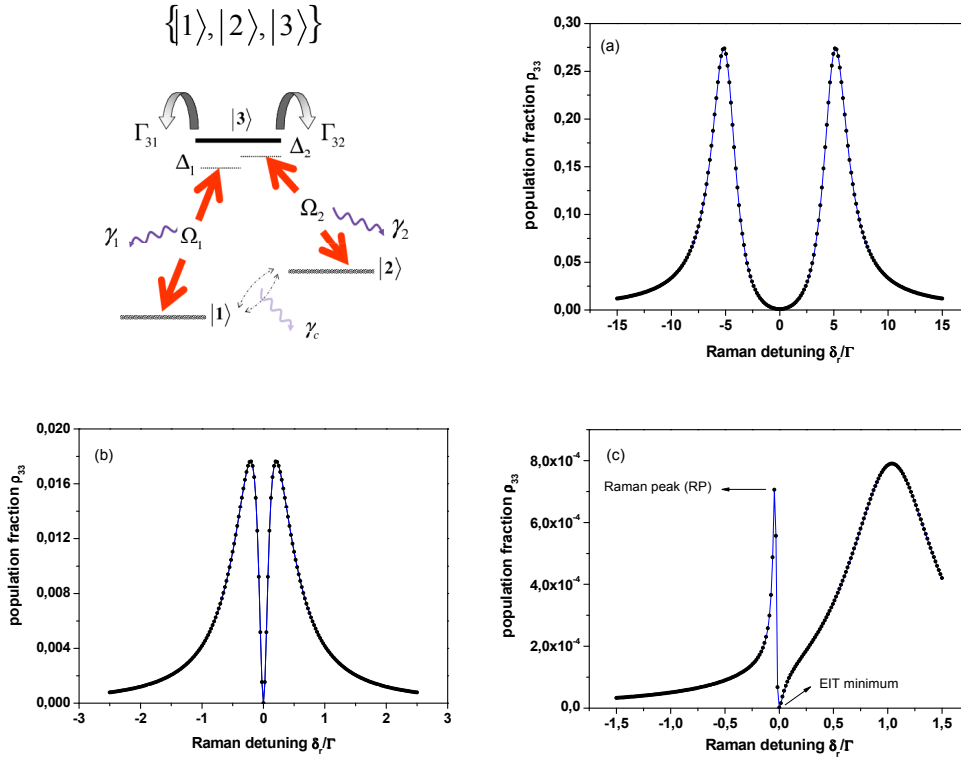 {|1⟩,|2⟩,|3⟩}
|3⟩
Γ31 Γ32
Δ1 Δ2
Ω1 Ω2
γ1 γ2
|1⟩ |2⟩
γc
(a)
population fraction ρ33
0,30
0,25
0,20
0,15
0,10
0,05
0,00
-15 -10 -5 0 5 10 15
Raman detuning δr/Γ
(b)
population fraction ρ33
0,020
0,016
0,012
0,008
0,004
0,000
-3 -2 -1 0 1 2 3
Raman detuning δr/Γ
(c)
population fraction ρ33
8,0x10-4
6,0x10-4
4,0x10-4
2,0x10-4
0,0
Raman peak (RP)
EIT minimum
-1,5 -1,0 -0,5 0,0 0,5 1,0 1,5
Raman detuning δr/Γ